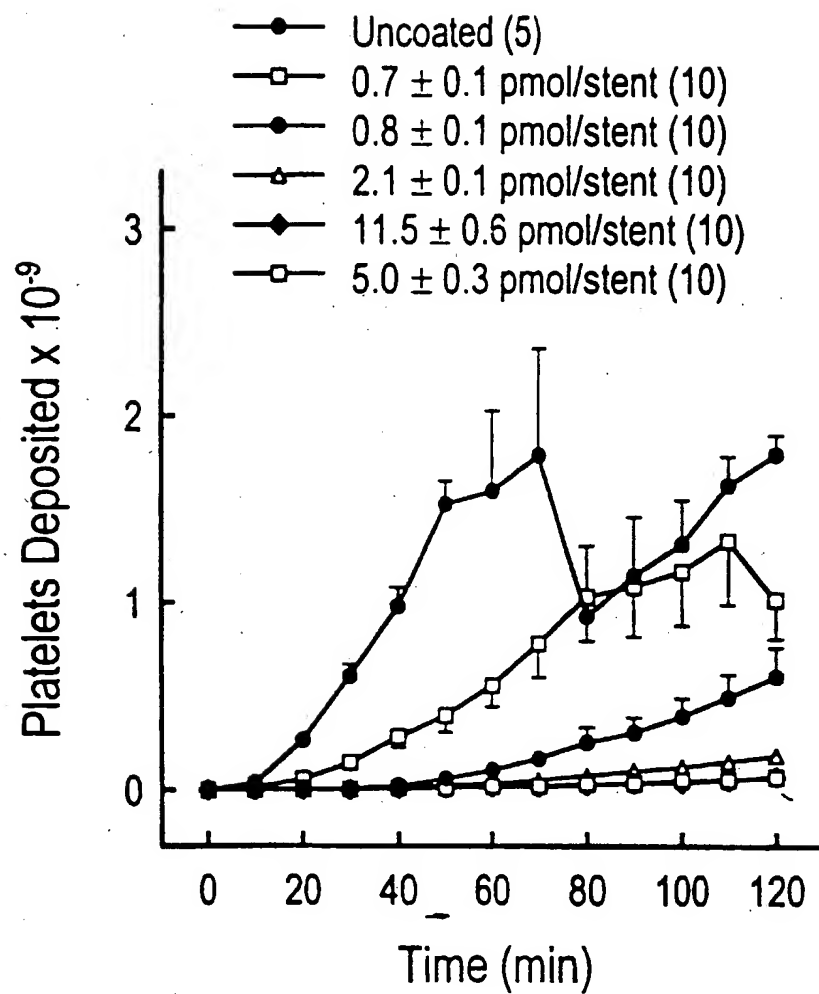 Uncoated (5)
0.7 ± 0.1 pmol/stent (10)
0.8 ± 0.1 pmol/stent (10)
2.1 ± 0.1 pmol/stent (10)
11.5 ± 0.6 pmol/stent (10)
5.0 ± 0.3 pmol/stent (10)
Platelets Deposited x 10⁻⁹
3
2
1
0
0 20 40 60 80 100 120
Time (min)